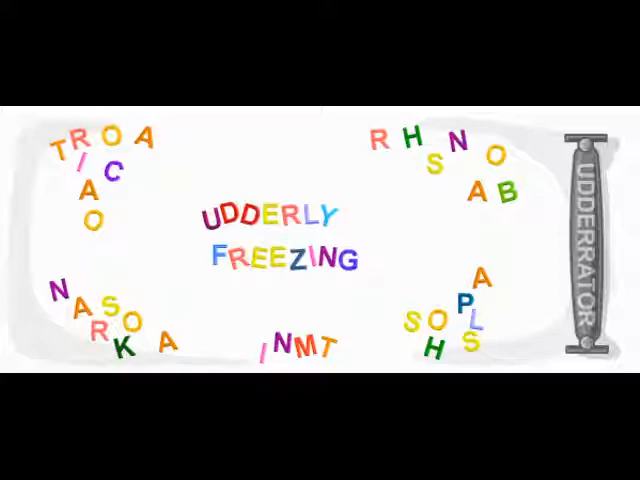 T R O A
I C
A
O
R H N
S O
A B
UDDERLY
FREEZING
UDDERRATOR
N
A S O
R K A
I N M T
A
S O P L
H S